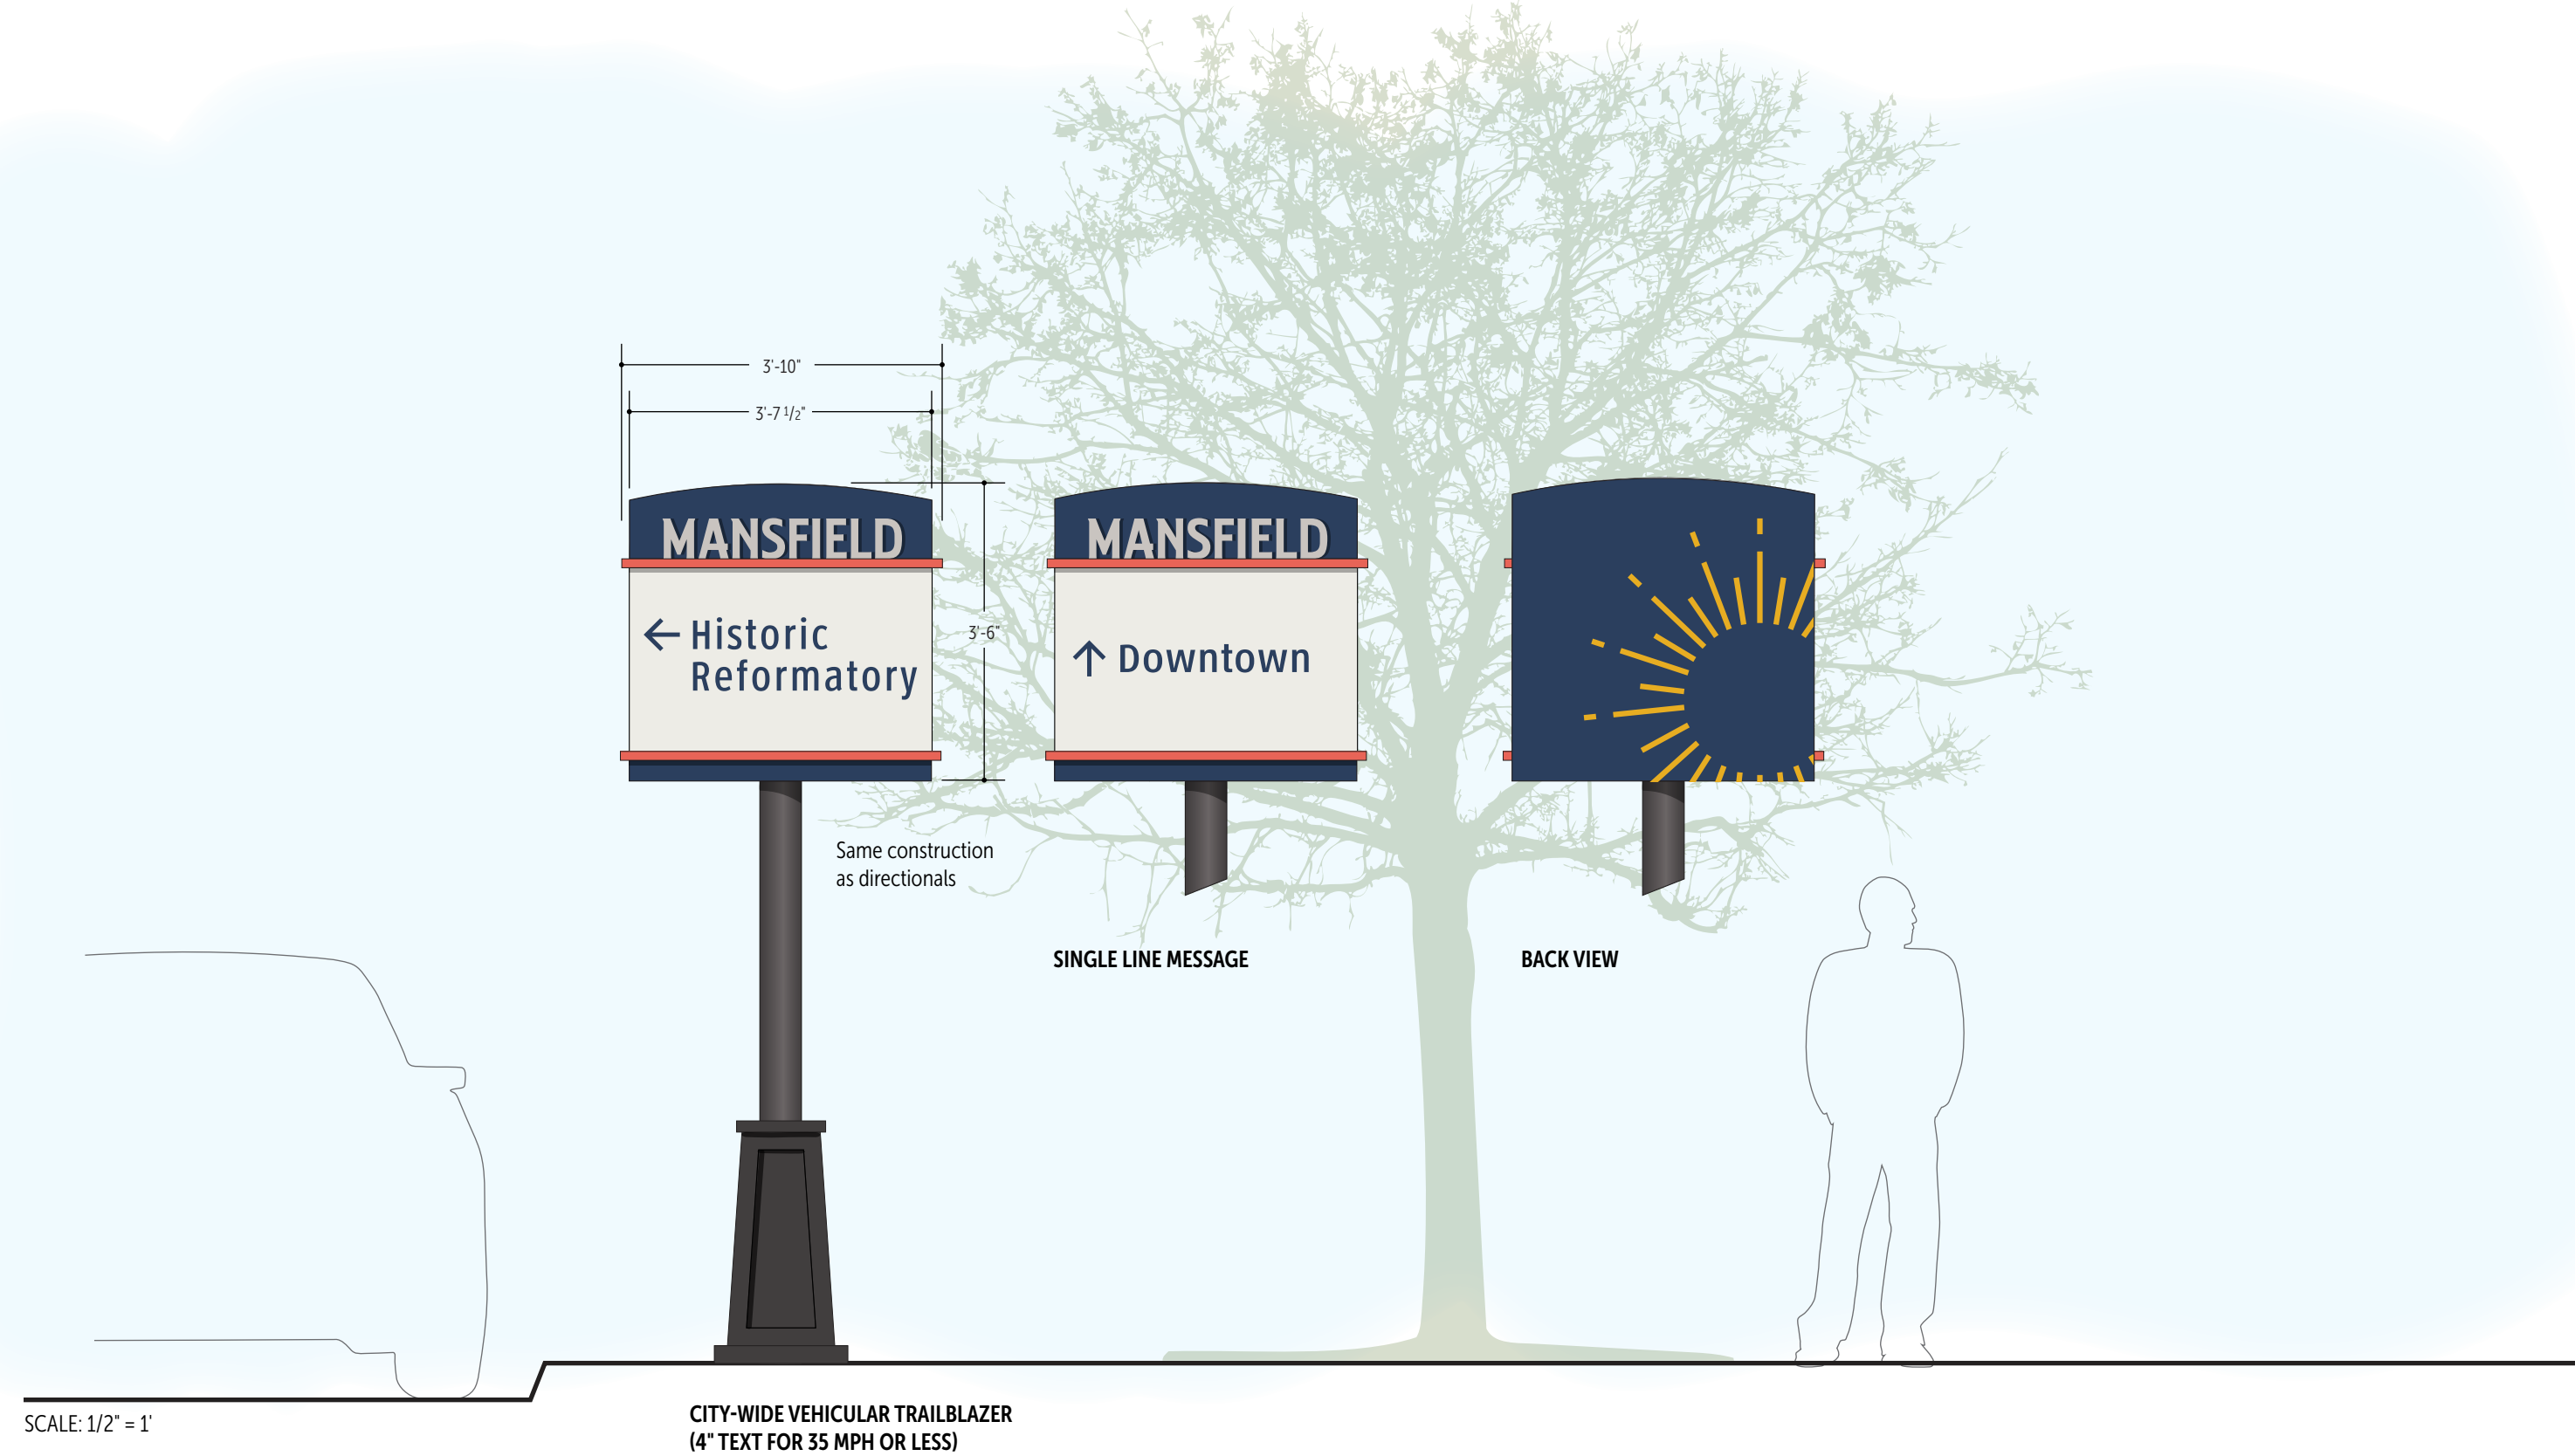 3'-10"
3'-7 1/2"
MANSFIELD
← Historic
Reformatory
3'-6"
MANSFIELD
↑ Downtown
Same construction
as directionals
SINGLE LINE MESSAGE
BACK VIEW
SCALE: 1/2" = 1'
CITY-WIDE VEHICULAR TRAILBLAZER
(4" TEXT FOR 35 MPH OR LESS)